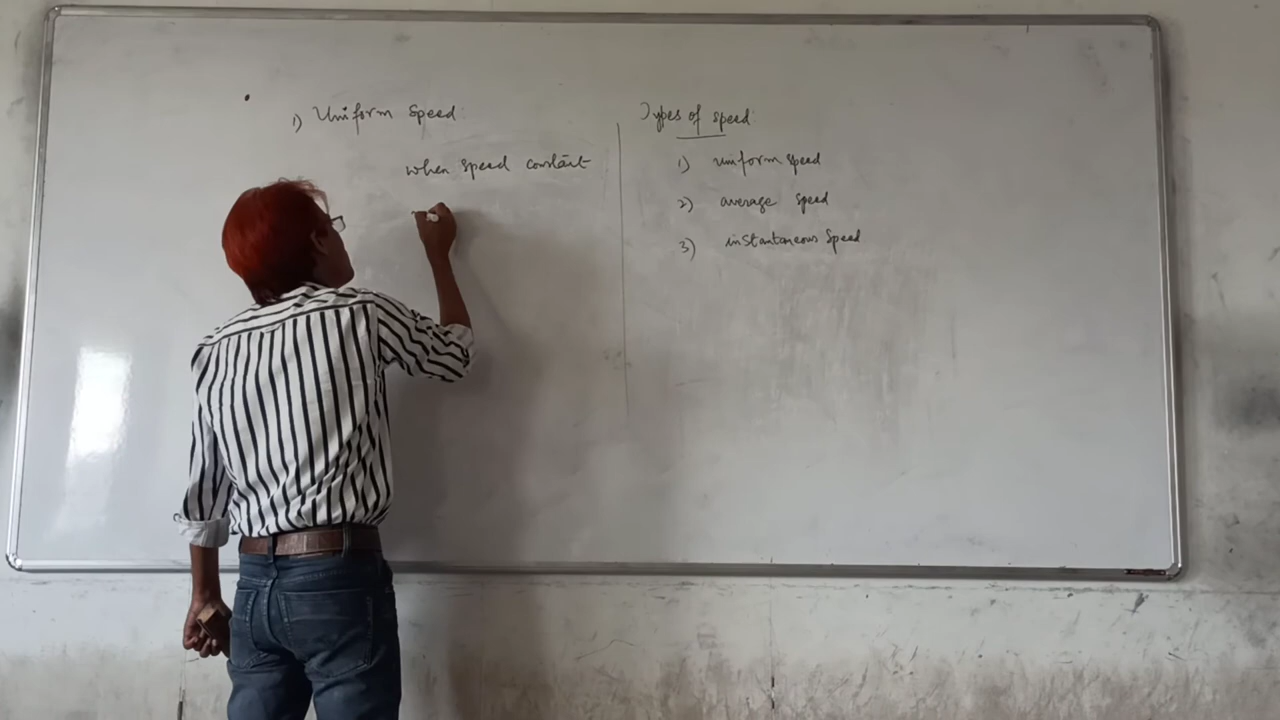 1) Uniform Speed
when speed constant
Types of speed
1) uniform speed
2) average speed
3) instantaneous speed